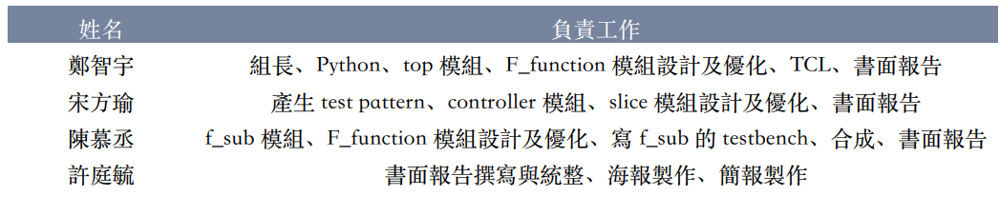 姓名 負責工作
鄭智宇 組長、Python、top 模組、F_function 模組設計及優化、TCL、書面報告
宋方瑜 產生 test pattern、controller 模組、slice 模組設計及優化、書面報告
陳慕丞 f_sub 模組、F_function 模組設計及優化、寫 f_sub 的 testbench、合成、書面報告
許庭毓 書面報告撰寫與統整、海報製作、簡報製作